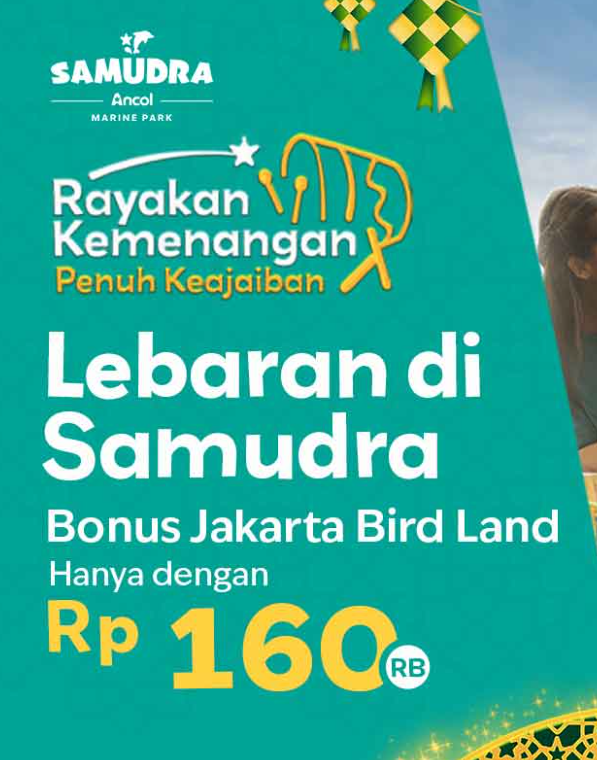 SAMUDRA
Ancol
MARINE PARK
Rayakan
Kemenangan
Penuh Keajaiban
Lebaran di
Samudra
Bonus Jakarta Bird Land
Hanya dengan
Rp 160 RB